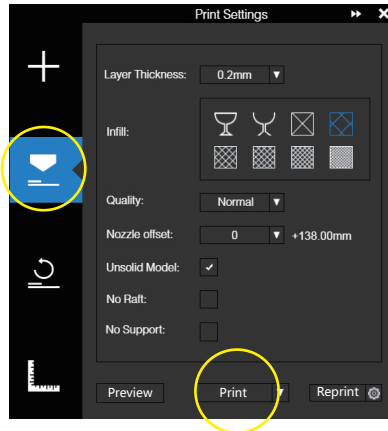 Print Settings
Layer Thickness: 0.2mm
Infill:
Quality: Normal
Nozzle offset: 0 +138.00mm
Unsolid Model:
No Raft:
No Support:
Preview Print Reprint